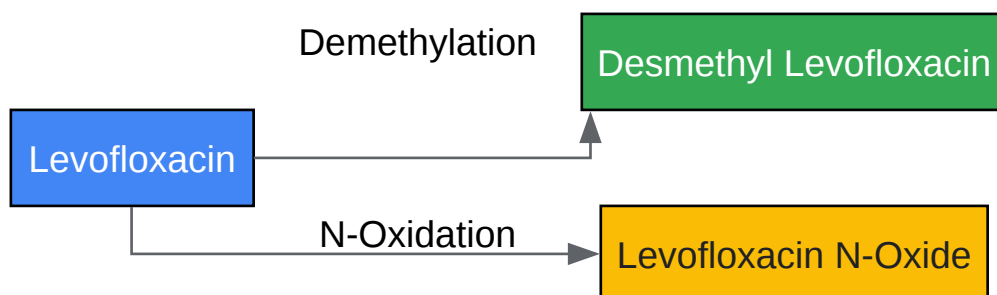 Demethylation
Desmethyl Levofloxacin
Levofloxacin
N-Oxidation
Levofloxacin N-Oxide